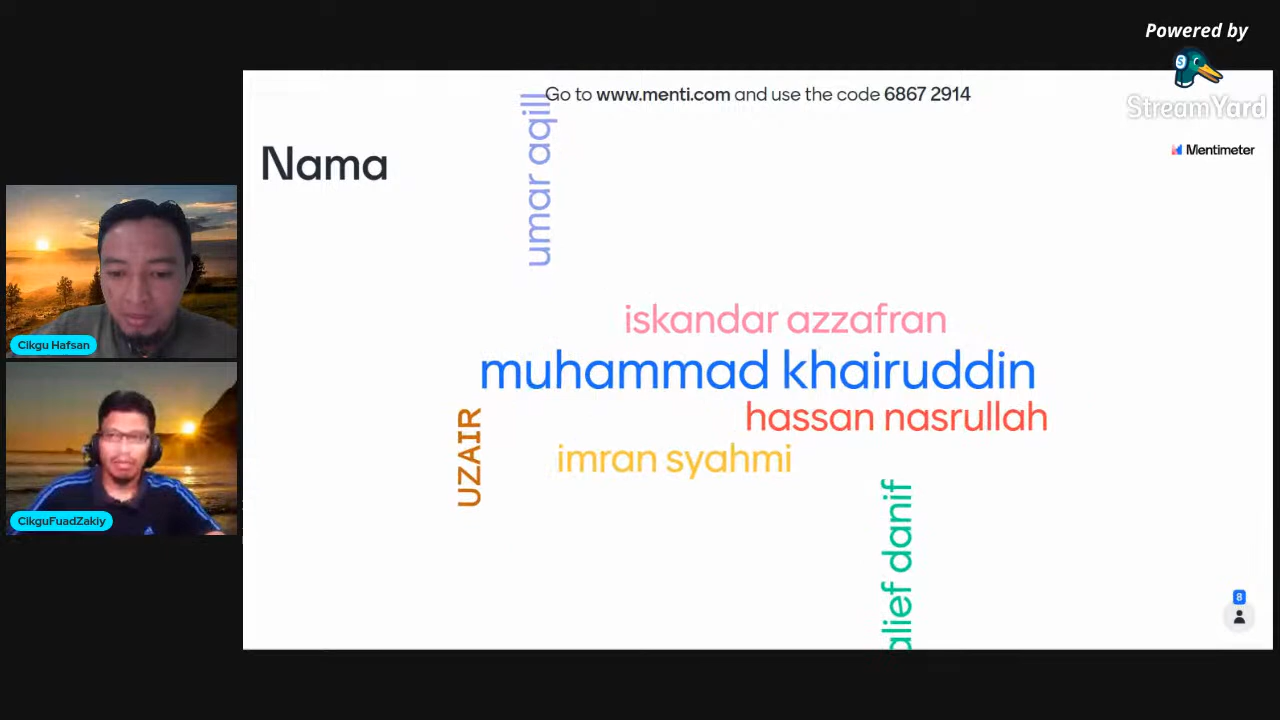 Powered by
StreamYard
Go to www.menti.com and use the code 6867 2914
Mentimeter
Nama
umar aqill
iskandar azzafran
muhammad khairuddin
hassan nasrullah
UZAIR
imran syahmi
alief danif
Cikgu Hafsan
CikguFuadZakiy
8